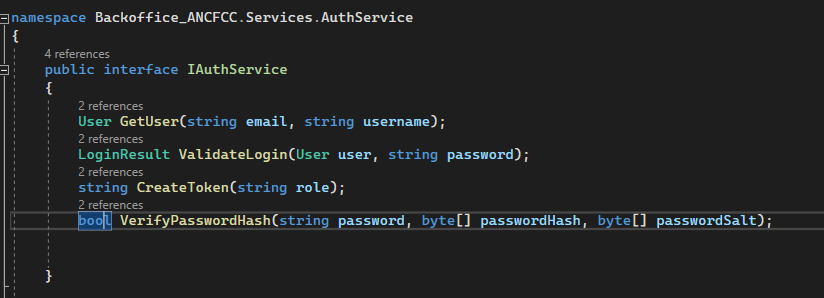 namespace Backoffice_ANCFCC.Services.AuthService
{
4 references
public interface IAuthService
{
2 references
User GetUser(string email, string username);
2 references
LoginResult ValidateLogin(User user, string password);
2 references
string CreateToken(string role);
2 references
bool VerifyPasswordHash(string password, byte[] passwordHash, byte[] passwordSalt);
}